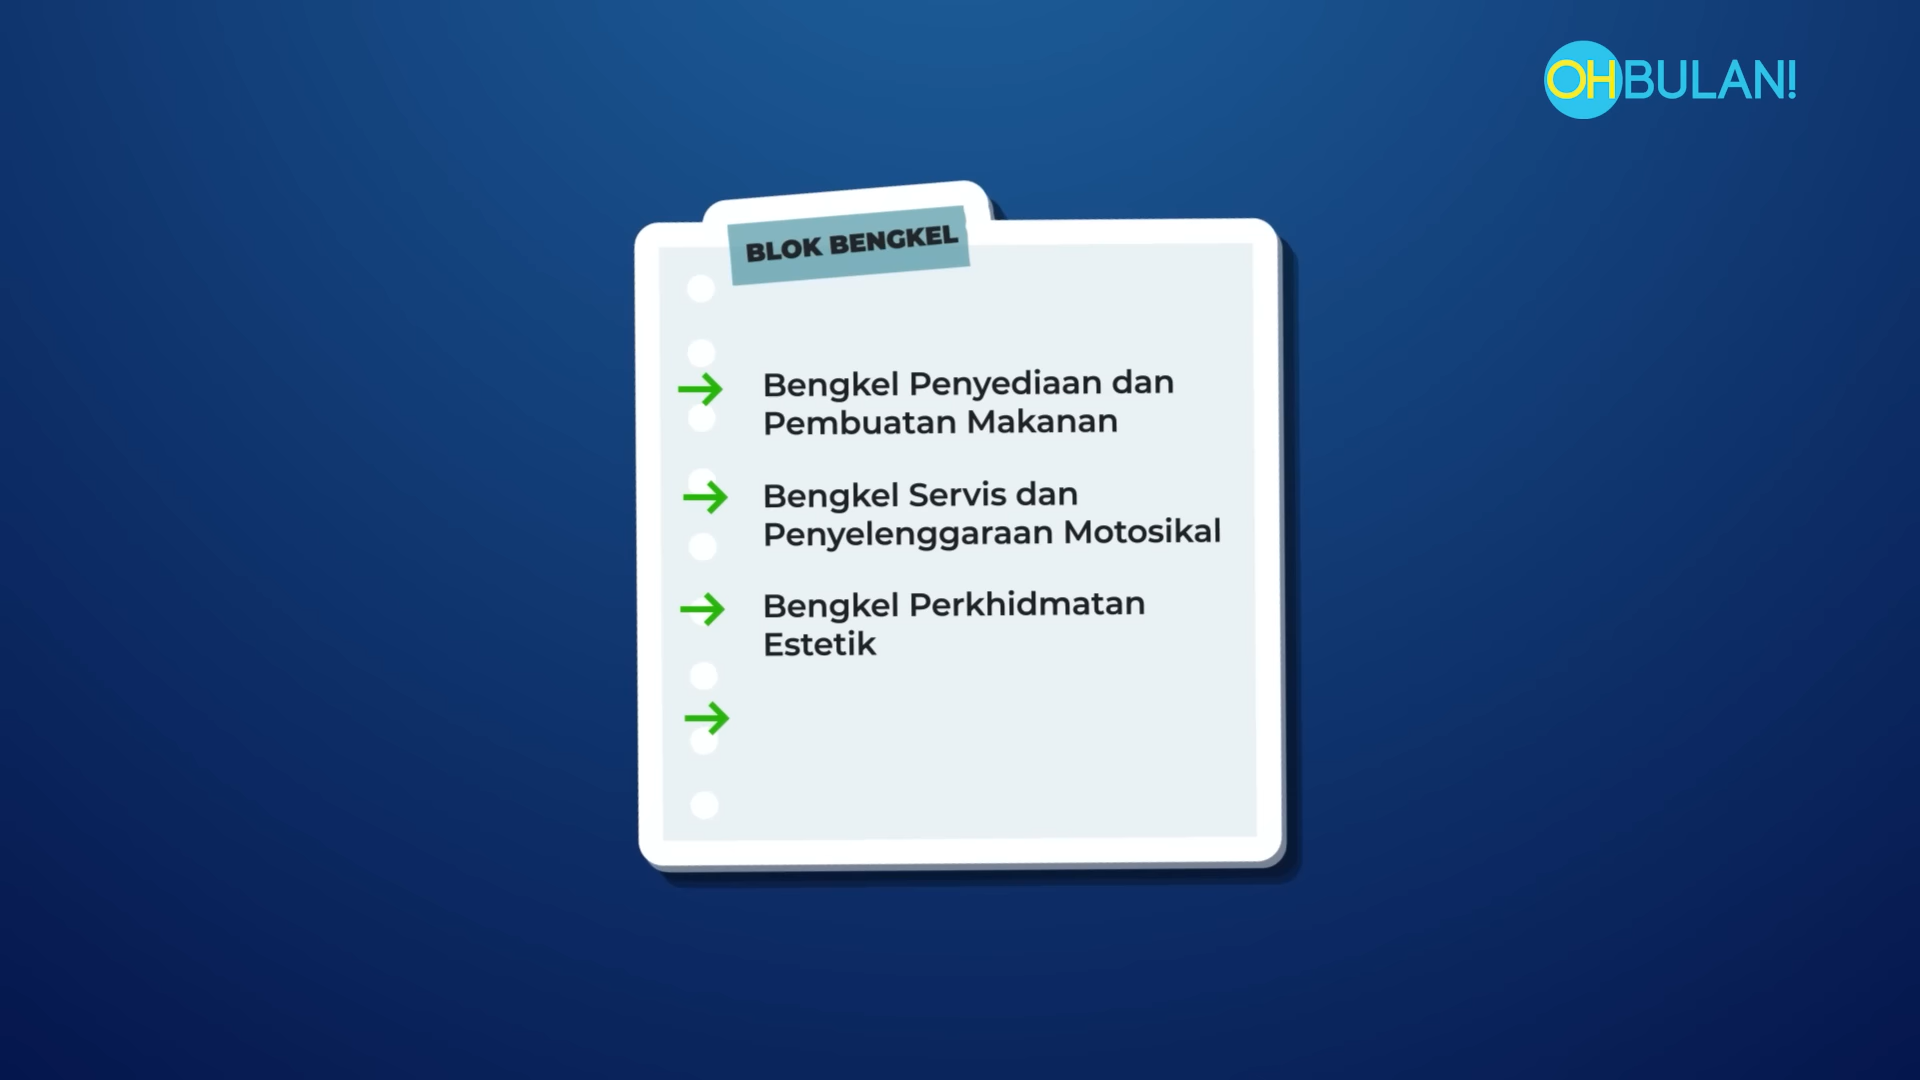 OHBULAN!
BLOK BENGKEL
Bengkel Penyediaan dan
Pembuatan Makanan
Bengkel Servis dan
Penyelenggaraan Motosikal
Bengkel Perkhidmatan
Estetik